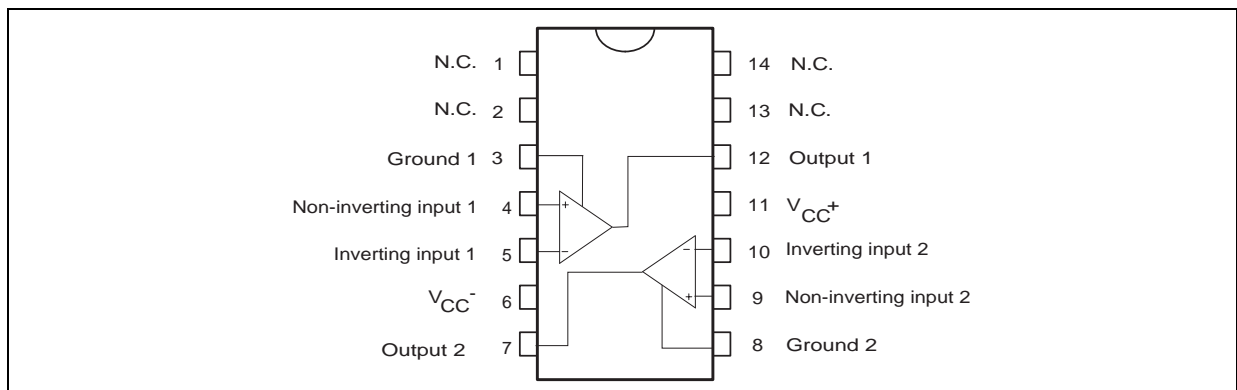 N.C. 1
N.C. 2
Ground 1 3
Non-inverting input 1 4
+
Inverting input 1 5
−
VCC- 6
Output 2 7
14 N.C.
13 N.C.
12 Output 1
11 VCC+
10 Inverting input 2
−
9 Non-inverting input 2
+
8 Ground 2